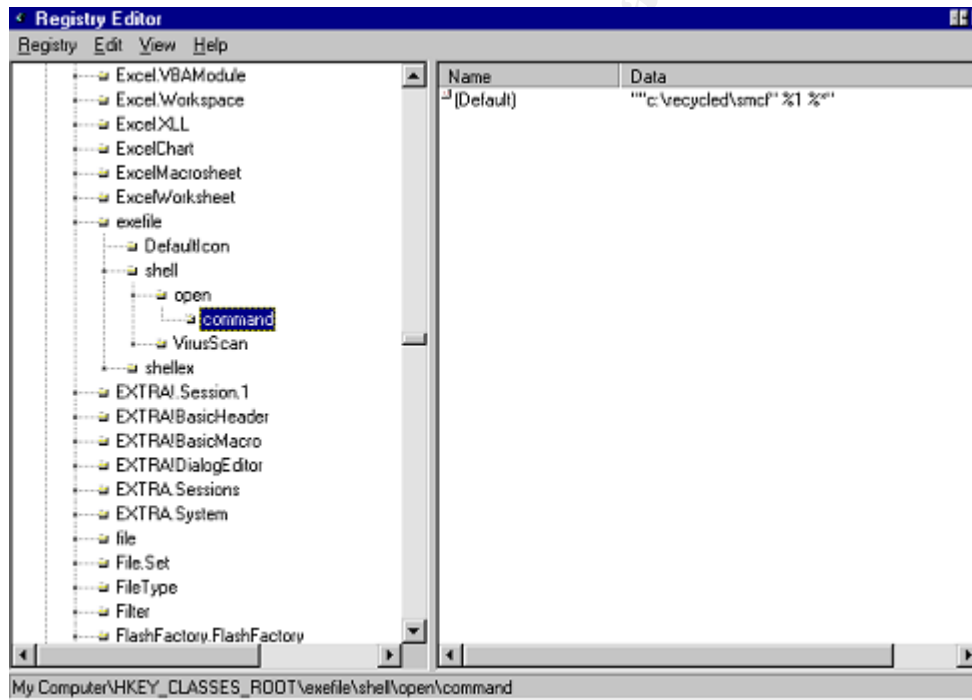 Registry Editor
Registry Edit View Help
Excel.VBAModule
Excel.Workspace
Excel.XLL
ExcelChart
ExcelMacrosheet
ExcelWorksheet
exefile
DefaultIcon
shell
open
command
VirusScan
shellex
EXTRA!.Session.1
EXTRA!BasicHeader
EXTRA!BasicMacro
EXTRA!DialogEditor
EXTRA.Sessions
EXTRA.System
file
File.Set
FileType
Filter
FlashFactory.FlashFactory
Name Data
(Default) ""c:\recycled\smcf" %1 %*"
My Computer\HKEY_CLASSES_ROOT\exefile\shell\open\command